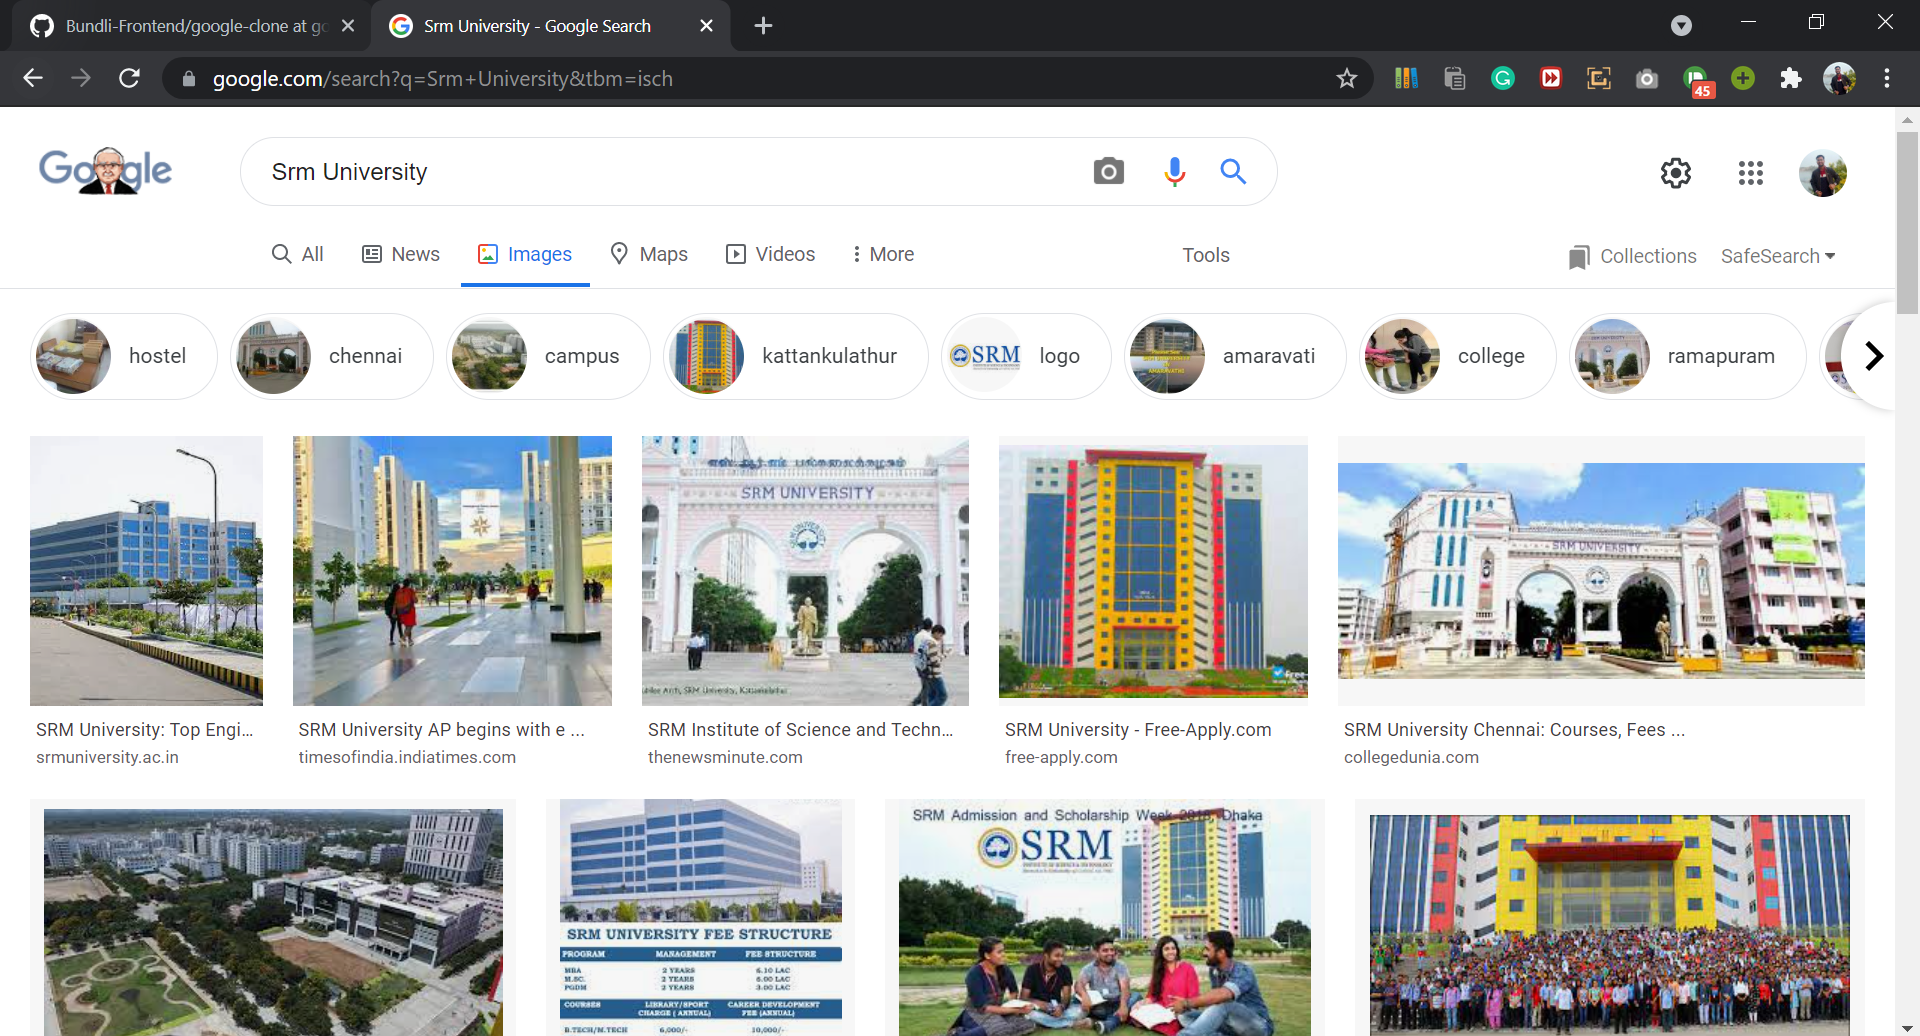 Bundli-Frontend/google-clone at go
Srm University - Google Search
google.com/search?q=Srm+University&tbm=isch
45
Google
Srm University
All
News
Images
Maps
Videos
More
Tools
Collections
SafeSearch
hostel
chennai
campus
kattankulathur
SRM
logo
amaravati
college
ramapuram
SRM UNIVERSITY
SRM UNIVERSITY
SRM University: Top Engi...
srmuniversity.ac.in
SRM University AP begins with e ...
timesofindia.indiatimes.com
SRM Institute of Science and Techn...
thenewsminute.com
SRM University - Free-Apply.com
free-apply.com
SRM University Chennai: Courses, Fees ...
collegedunia.com
SRM UNIVERSITY FEE STRUCTURE
PROGRAM MANAGEMENT FEE STRUCTURE
MBA 2 YEARS 6.10 LAC
M.SC. 2 YEARS 6.00 LAC
PGDM 2 YEARS 3.00 LAC
COURSES LIBRARY/SPORT CHARGE (ANNUAL) CAREER DEVELOPMENT FEE (ANNUAL)
B.TECH/M.TECH 6,000/- 10,000/-
SRM Admission and Scholarship Week 2018, Dhaka
SRM